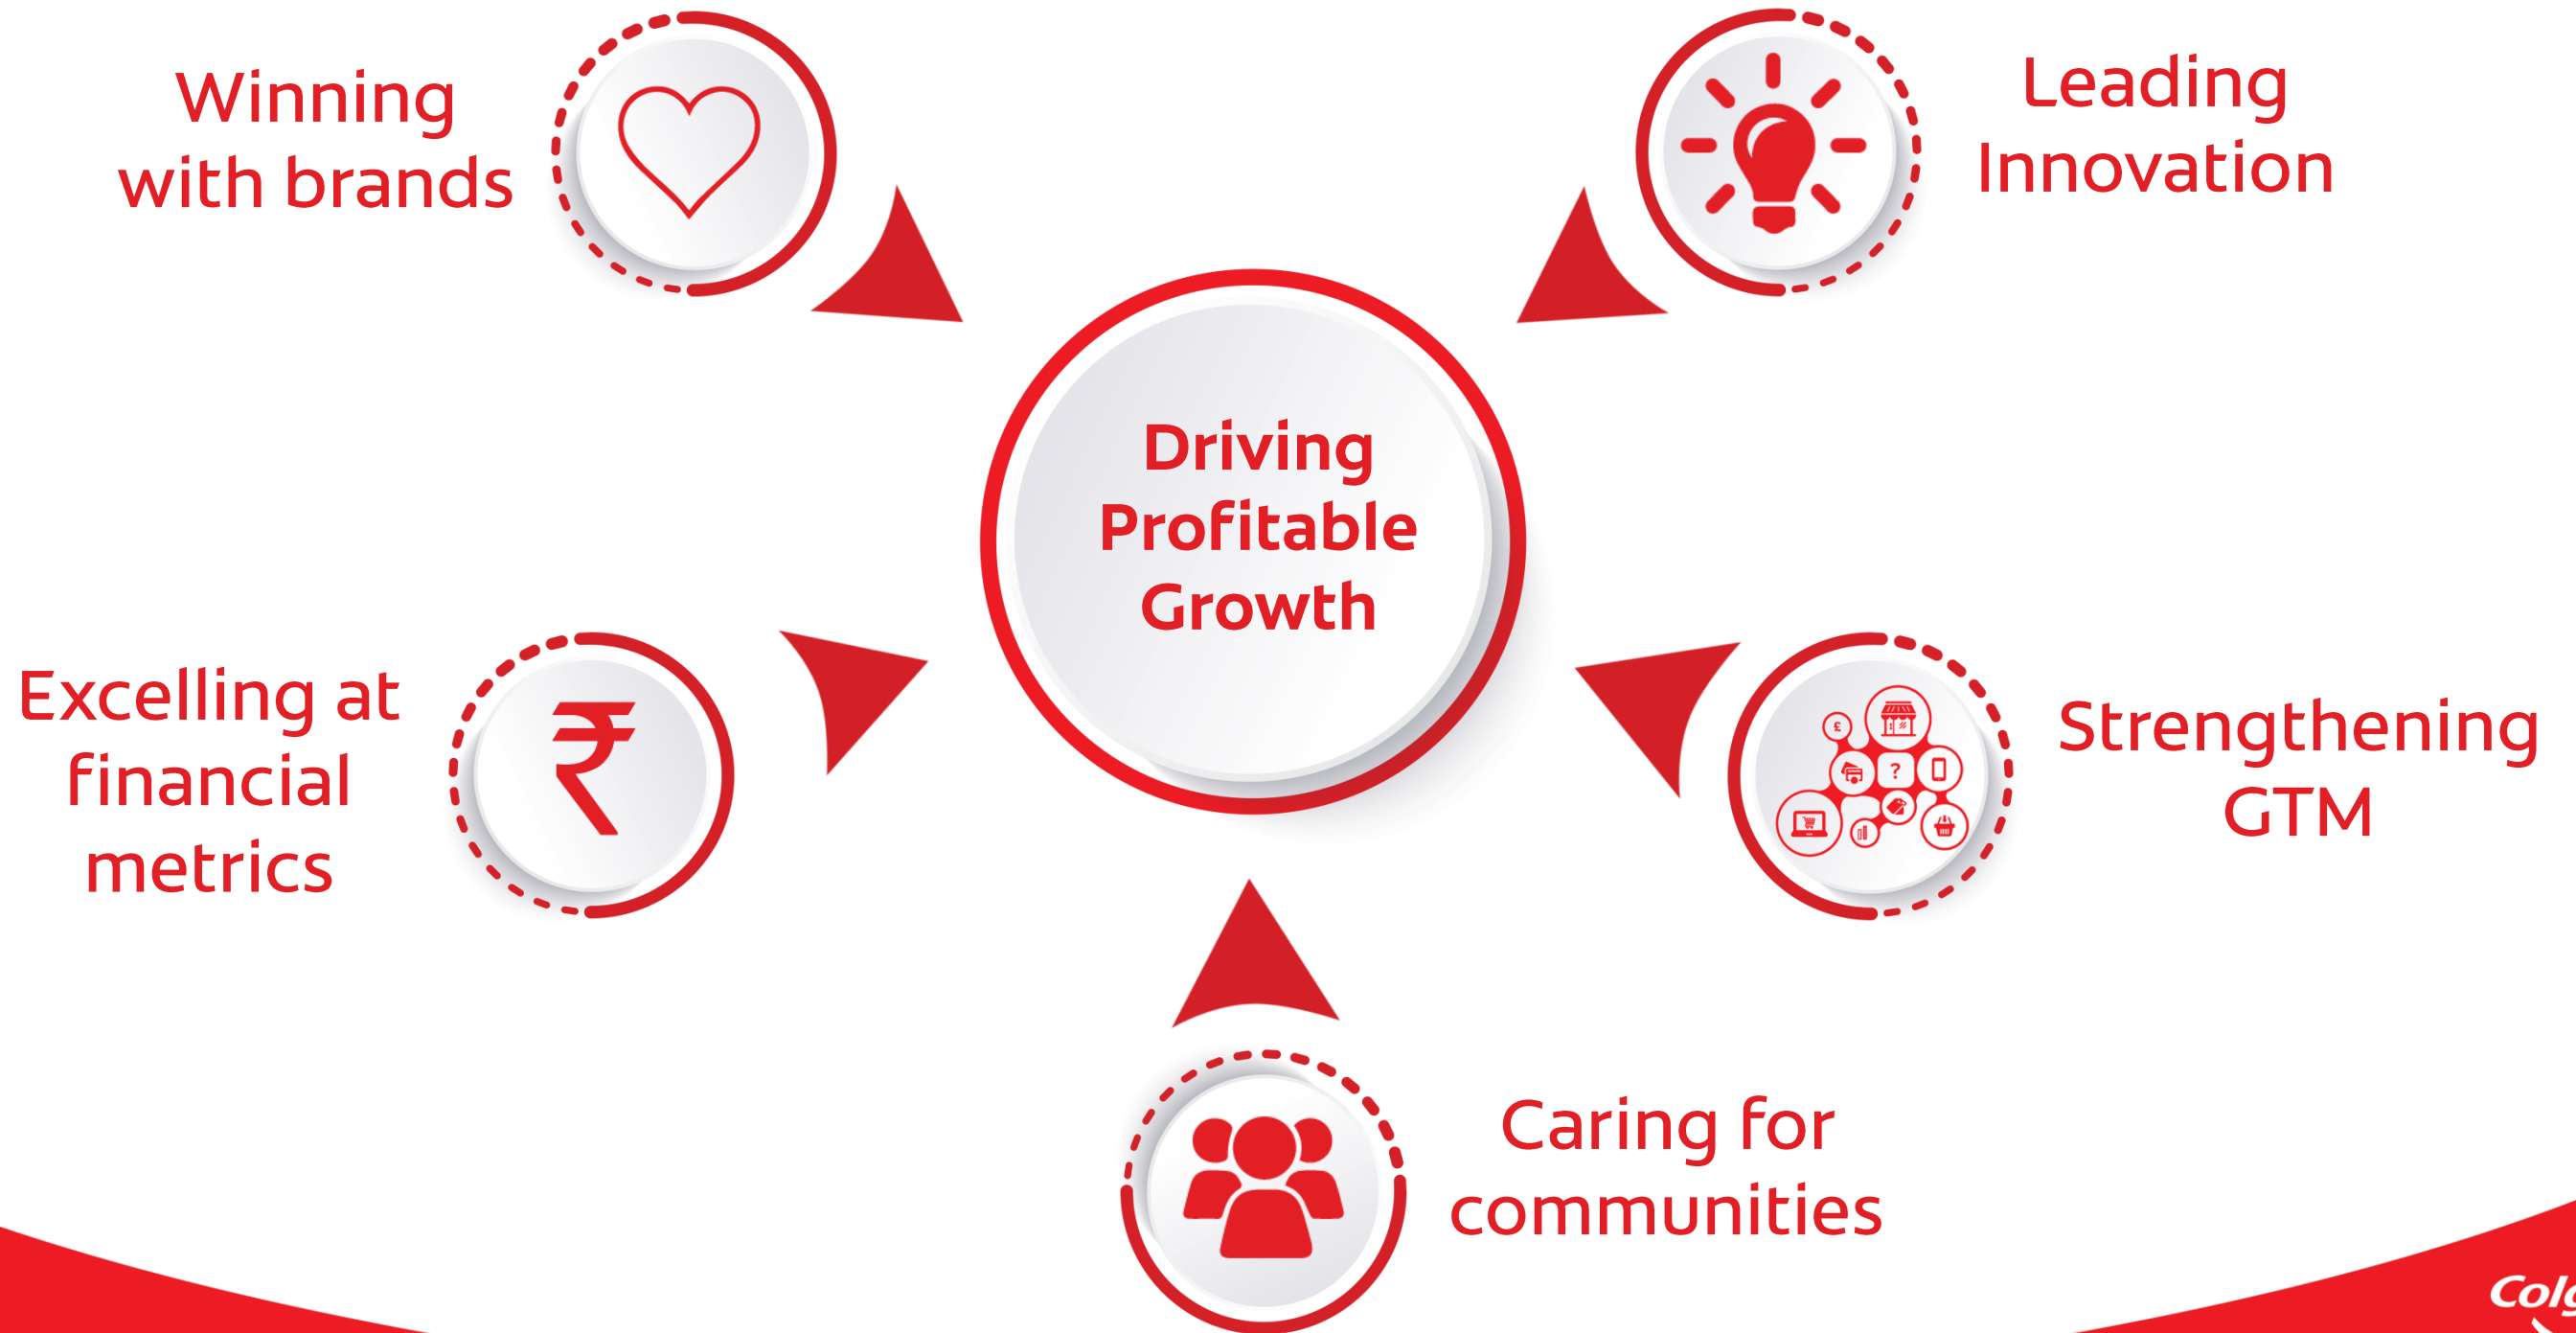 Winning
with brands
Leading
Innovation
Driving
Profitable
Growth
Excelling at
financial
metrics
₹
£
?
Strengthening
GTM
Caring for
communities